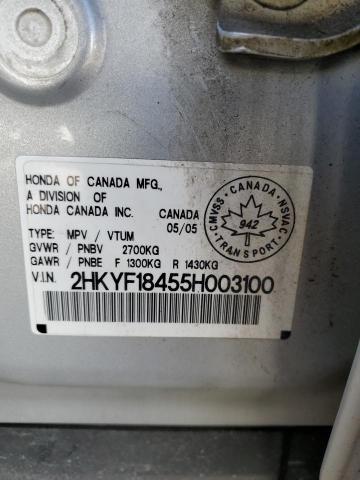 HONDA OF CANADA MFG.,
A DIVISION OF
HONDA CANADA INC. CANADA
05/05
TYPE: MPV / VTUM
GVWR / PNBV 2700KG
GAWR / PNBE F 1300KG R 1430KG
V.I.N. 2HKYF18455H003100
CMVSS · CANADA · NSVAC
942
TRANSPORT